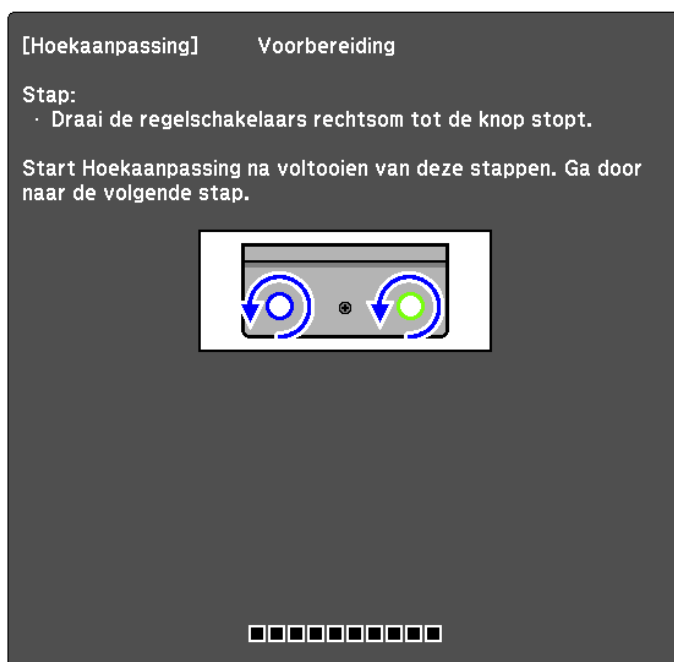 [Hoekaanpassing] Voorbereiding
Stap:
· Draai de regelschakelaars rechtsom tot de knop stopt.
Start Hoekaanpassing na voltooien van deze stappen. Ga door
naar de volgende stap.